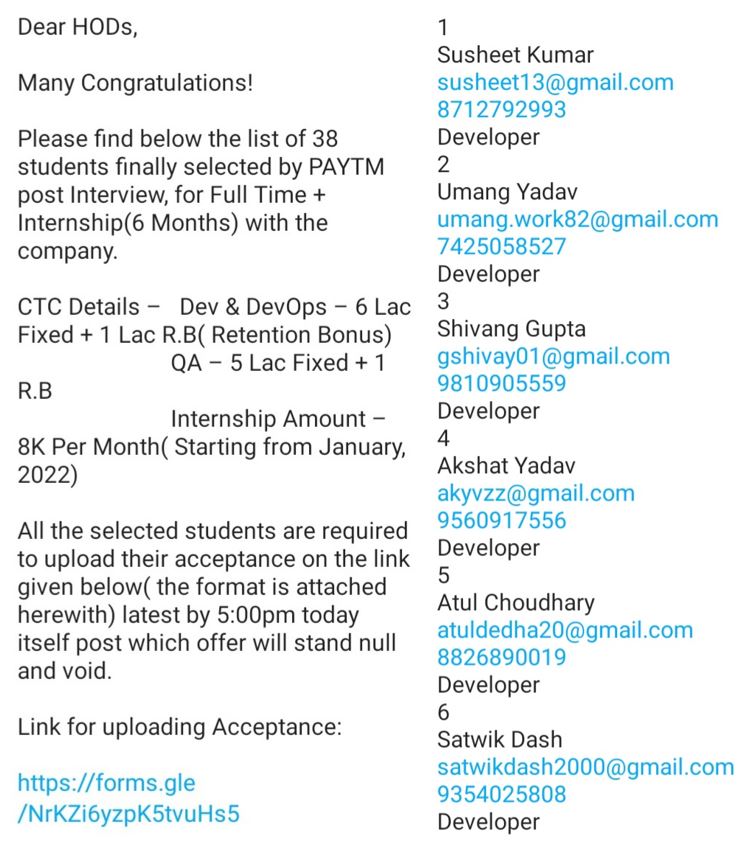 Dear HODs,
Many Congratulations!
Please find below the list of 38
students finally selected by PAYTM
post Interview, for Full Time +
Internship(6 Months) with the
company.
CTC Details – Dev & DevOps – 6 Lac
Fixed + 1 Lac R.B( Retention Bonus)
QA – 5 Lac Fixed + 1
R.B
Internship Amount –
8K Per Month( Starting from January,
2022)
All the selected students are required
to upload their acceptance on the link
given below( the format is attached
herewith) latest by 5:00pm today
itself post which offer will stand null
and void.
Link for uploading Acceptance:
https://forms.gle
/NrKZi6yzpK5tvuHs5
1
Susheet Kumar
susheet13@gmail.com
8712792993
Developer
2
Umang Yadav
umang.work82@gmail.com
7425058527
Developer
3
Shivang Gupta
gshivay01@gmail.com
9810905559
Developer
4
Akshat Yadav
akyvzz@gmail.com
9560917556
Developer
5
Atul Choudhary
atuldedha20@gmail.com
8826890019
Developer
6
Satwik Dash
satwikdash2000@gmail.com
9354025808
Developer